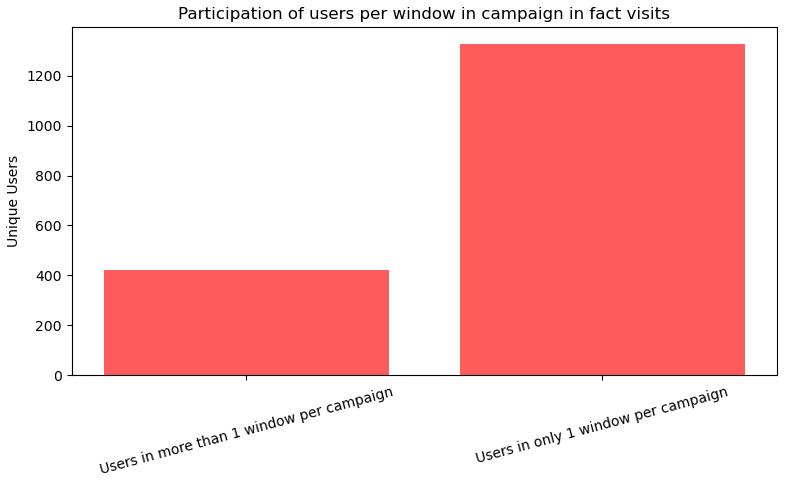 Participation of users per window in campaign in fact visits
Unique Users
1200
1000
800
600
400
200
0
Users in more than 1 window per campaign
Users in only 1 window per campaign